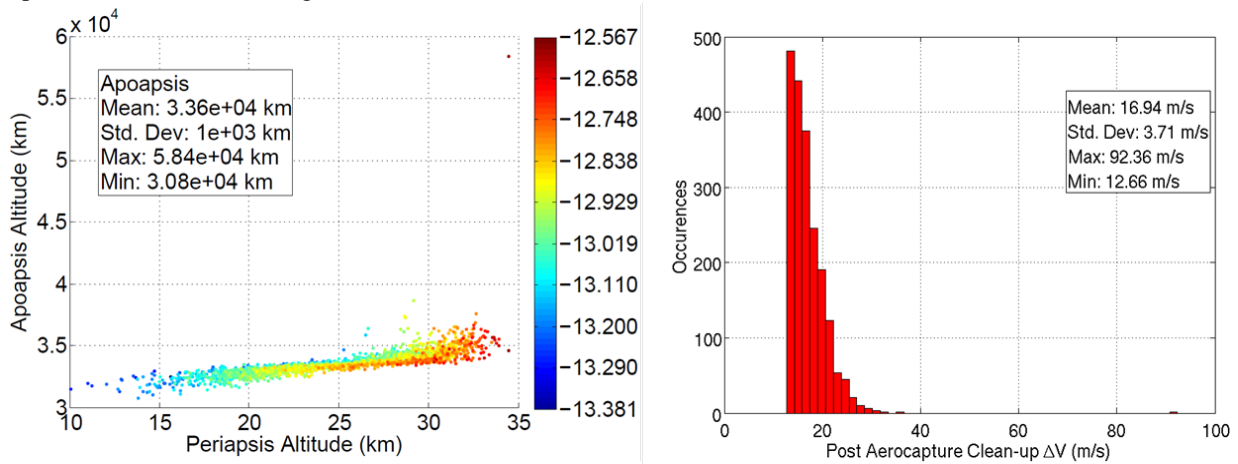 x 10⁴
6
5.5
5
4.5
4
3.5
3
Apoapsis Altitude (km)
Apoapsis
Mean: 3.36e+04 km
Std. Dev: 1e+03 km
Max: 5.84e+04 km
Min: 3.08e+04 km
10 15 20 25 30 35
Periapsis Altitude (km)
−12.567
−12.658
−12.748
−12.838
−12.929
−13.019
−13.110
−13.200
−13.290
−13.381
500
400
300
200
100
0
Occurences
Mean: 16.94 m/s
Std. Dev: 3.71 m/s
Max: 92.36 m/s
Min: 12.66 m/s
0 20 40 60 80 100
Post Aerocapture Clean-up ΔV (m/s)